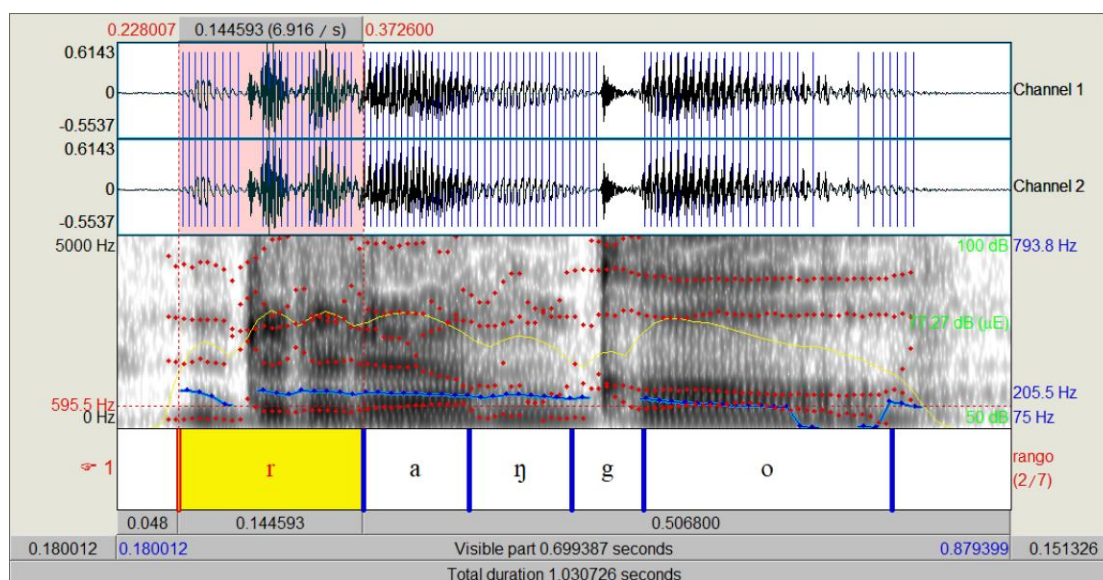 0.228007 0.144593 (6.916 / s) 0.372600
0.6143
0
-0.5537
Channel 1
0.6143
0
-0.5537
Channel 2
5000 Hz 100 dB 793.8 Hz
77.27 dB (µE)
595.5 Hz 205.5 Hz
0 Hz 50 dB 75 Hz
☞ 1 r a ŋ g o rango
(2/7)
0.048 0.144593 0.506800
0.180012 0.180012 Visible part 0.699387 seconds 0.879399 0.151326
Total duration 1.030726 seconds